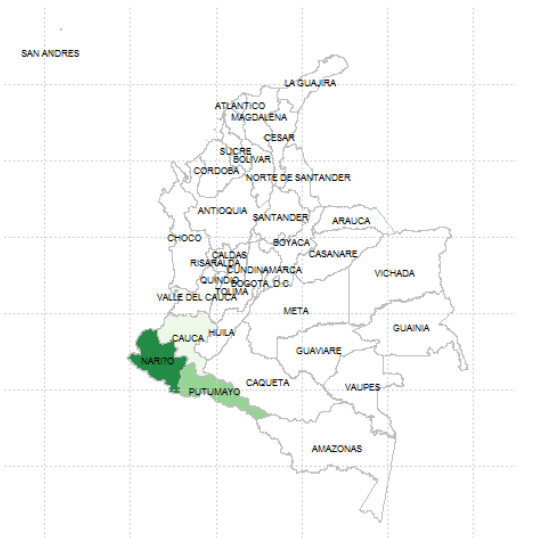 SAN ANDRES
LA GUAJIRA
ATLANTICO
MAGDALENA
CESAR
SUCRE
BOLIVAR
CORDOBA
NORTE DE SANTANDER
ANTIOQUIA
SANTANDER
ARAUCA
CHOCO
BOYACA
CALDAS
CASANARE
RISARALDA
CUNDINAMARCA
VICHADA
QUINDIO
BOGOTA, D.C.
TOLIMA
VALLE DEL CAUCA
META
GUAINIA
HUILA
CAUCA
GUAVIARE
NARI?O
CAQUETA
VAUPES
PUTUMAYO
AMAZONAS